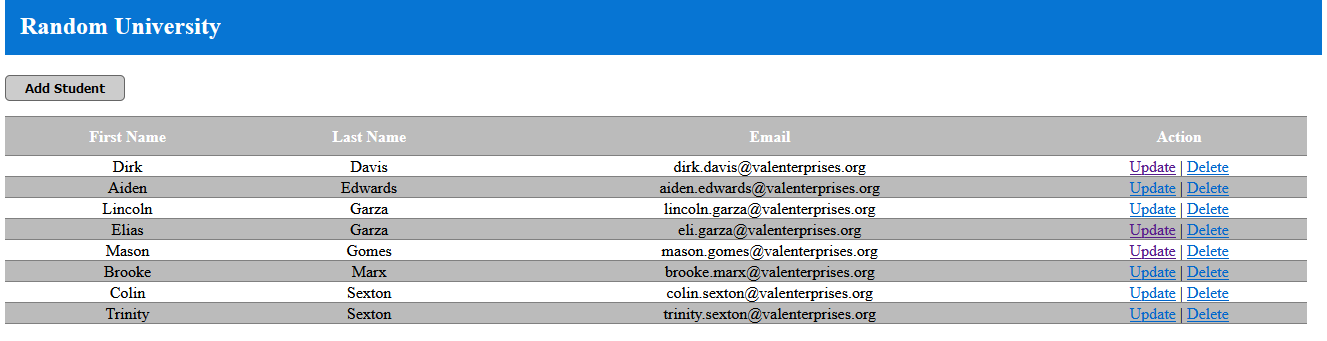 Random University
Add Student
First Name Last Name Email Action
Dirk Davis dirk.davis@valenterprises.org Update | Delete
Aiden Edwards aiden.edwards@valenterprises.org Update | Delete
Lincoln Garza lincoln.garza@valenterprises.org Update | Delete
Elias Garza eli.garza@valenterprises.org Update | Delete
Mason Gomes mason.gomes@valenterprises.org Update | Delete
Brooke Marx brooke.marx@valenterprises.org Update | Delete
Colin Sexton colin.sexton@valenterprises.org Update | Delete
Trinity Sexton trinity.sexton@valenterprises.org Update | Delete